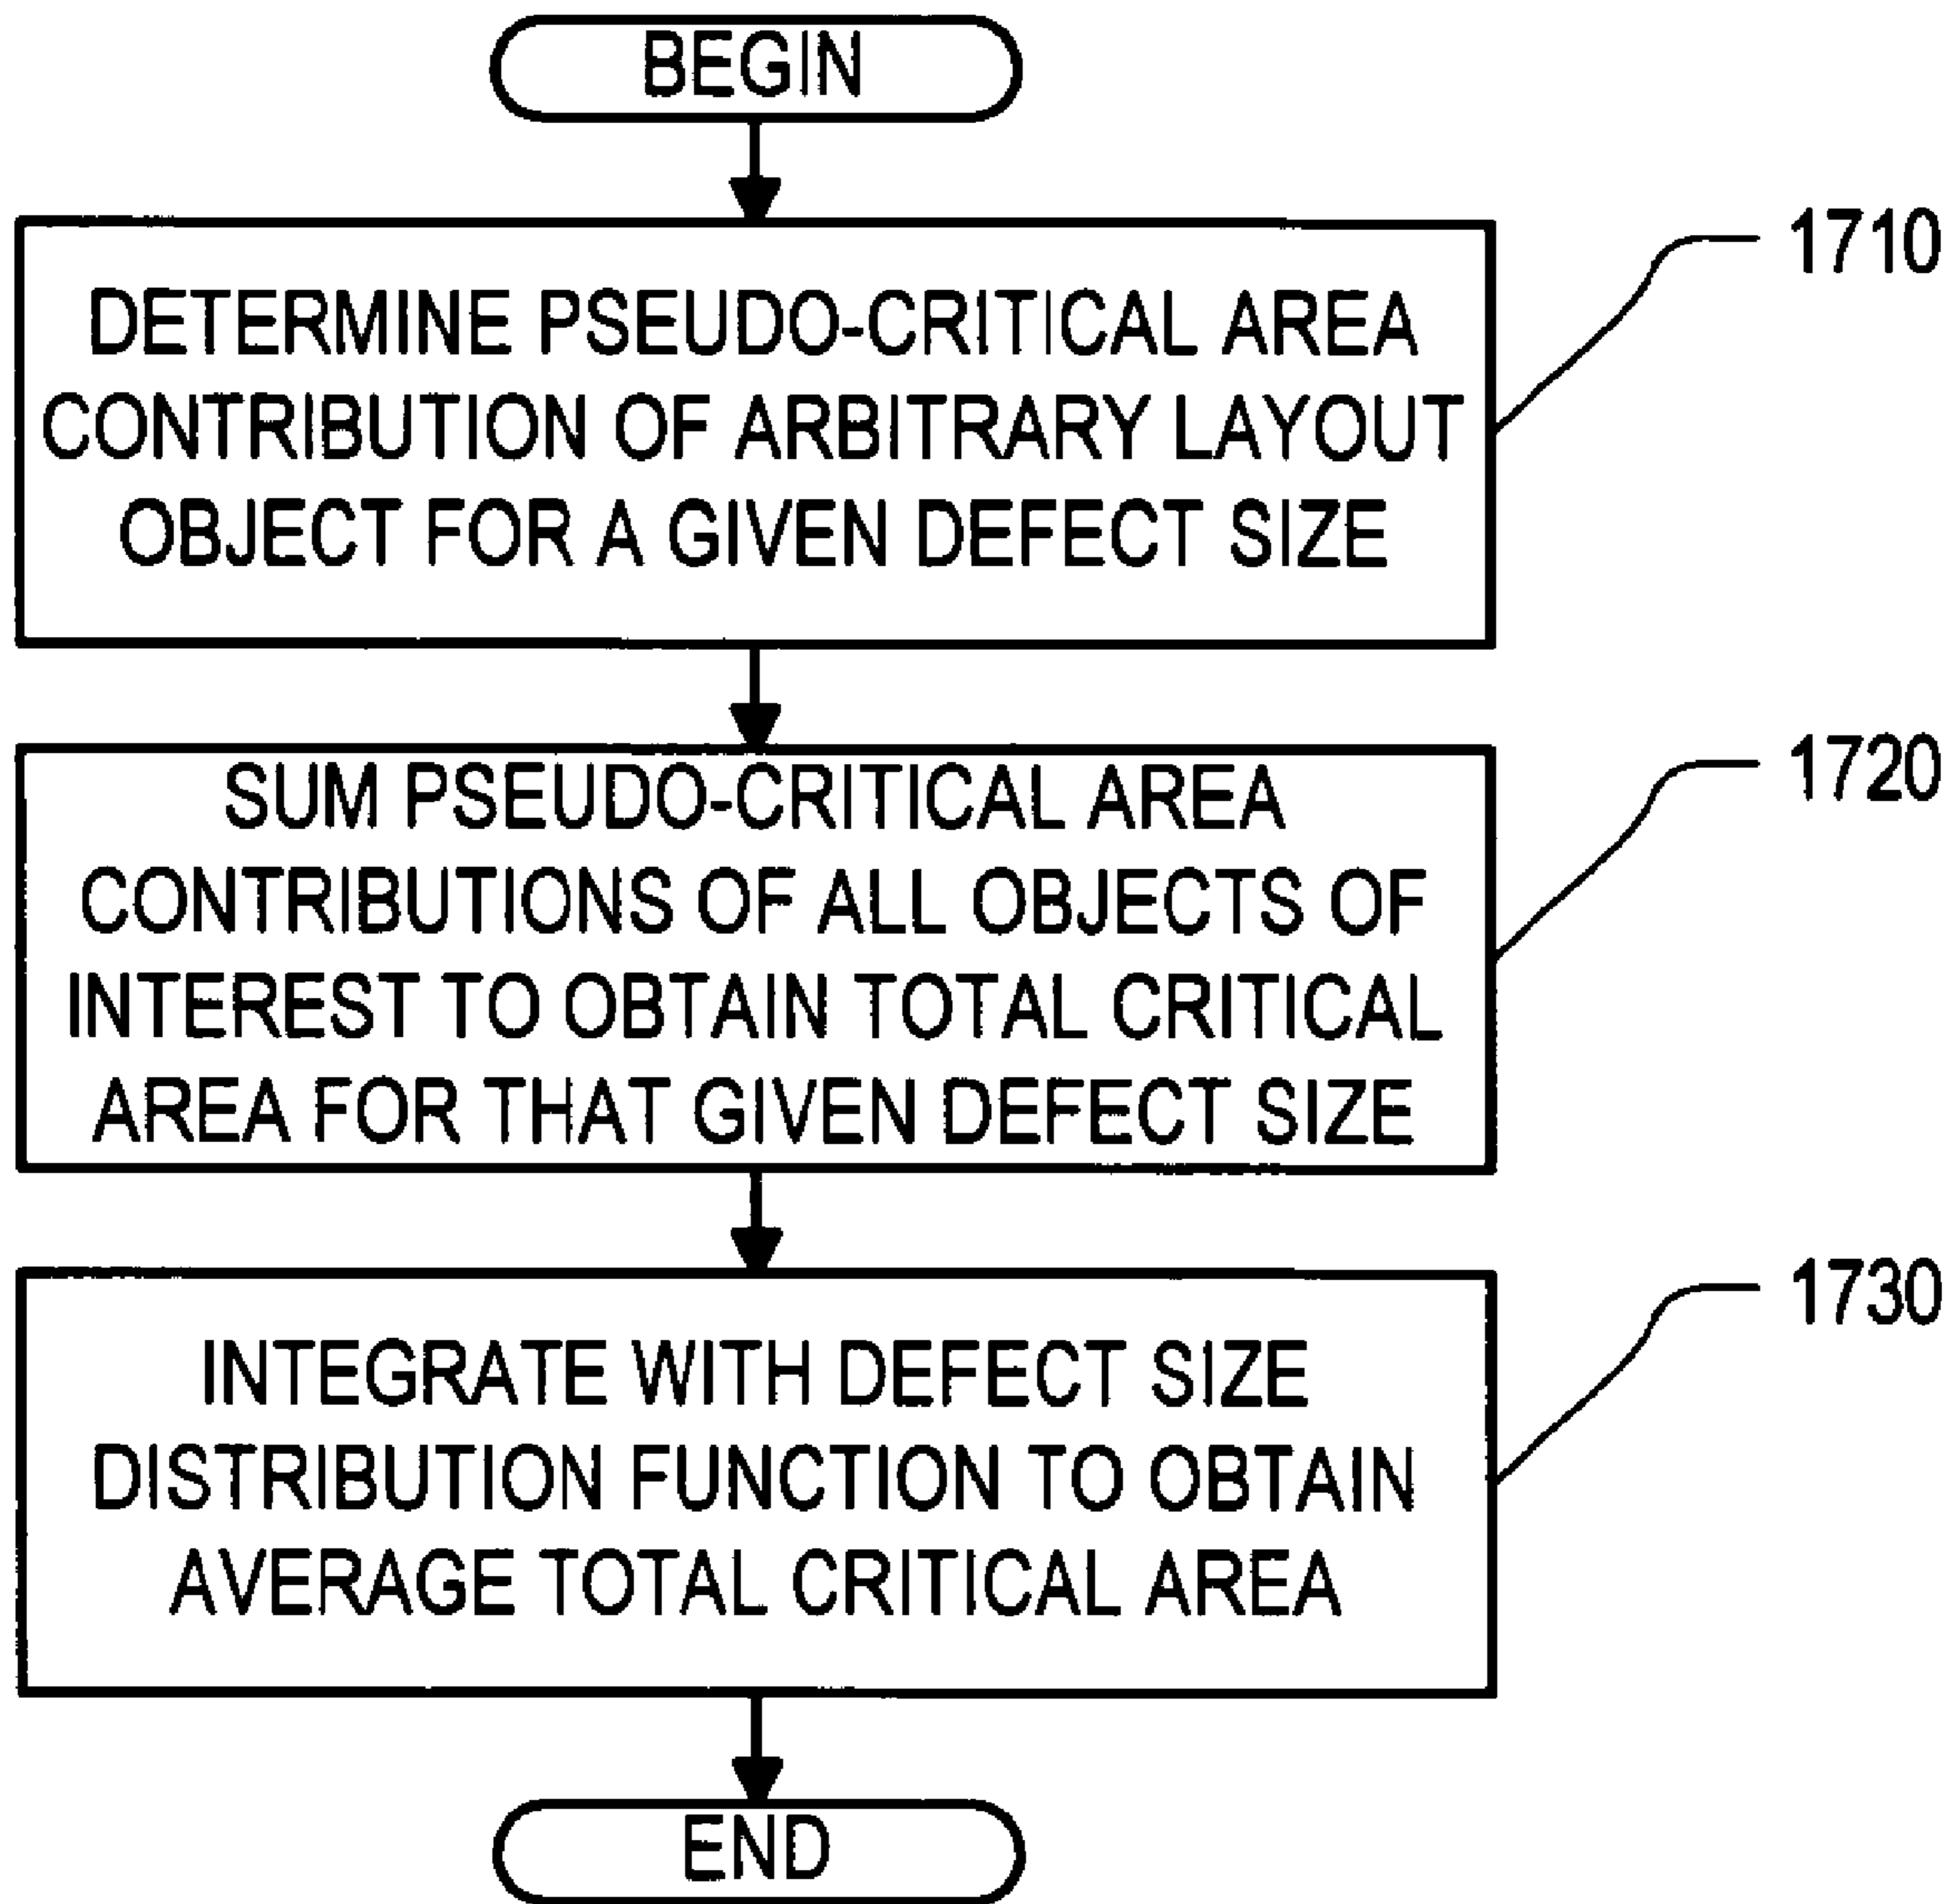 BEGIN
1710
DETERMINE PSEUDO-CRITICAL AREA
CONTRIBUTION OF ARBITRARY LAYOUT
OBJECT FOR A GIVEN DEFECT SIZE
1720
SUM PSEUDO-CRITICAL AREA
CONTRIBUTIONS OF ALL OBJECTS OF
INTEREST TO OBTAIN TOTAL CRITICAL
AREA FOR THAT GIVEN DEFECT SIZE
1730
INTEGRATE WITH DEFECT SIZE
DISTRIBUTION FUNCTION TO OBTAIN
AVERAGE TOTAL CRITICAL AREA
END